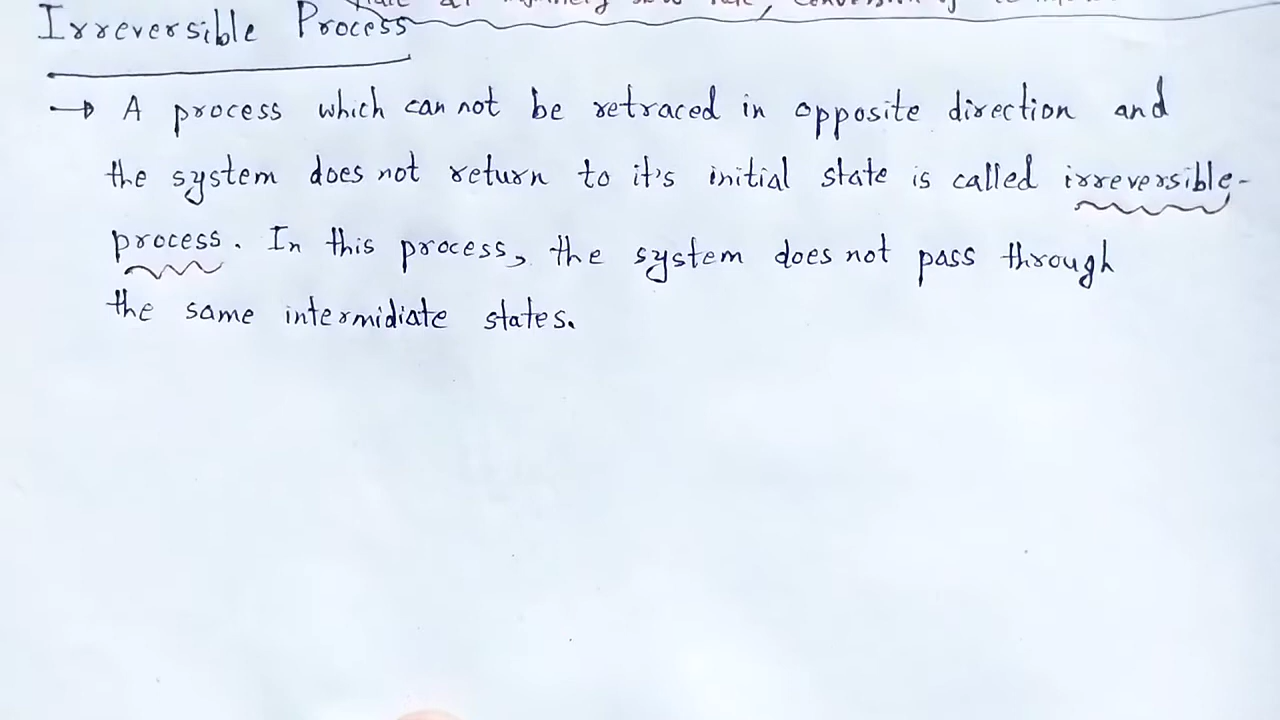 Irreversible Process
→ A process which can not be retraced in opposite direction and
the system does not return to it's initial state is called irreversible-
process. In this process, the system does not pass through
the same intermidiate states.